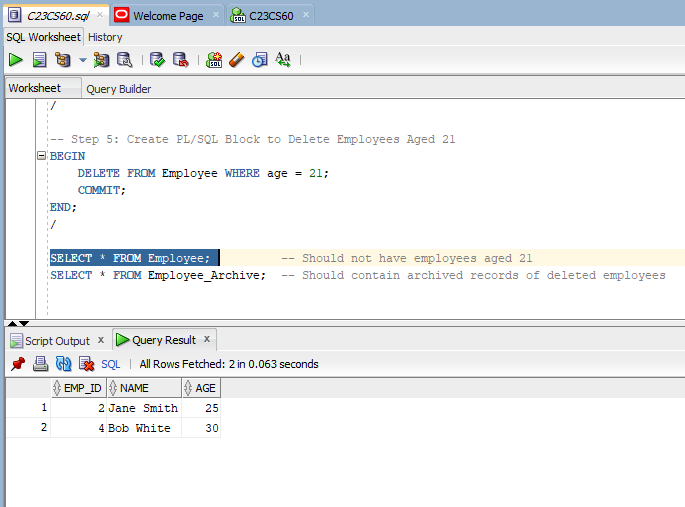 C23CS60.sql × Welcome Page × C23CS60 ×
SQL Worksheet History
Worksheet Query Builder
/
-- Step 5: Create PL/SQL Block to Delete Employees Aged 21
BEGIN
DELETE FROM Employee WHERE age = 21;
COMMIT;
END;
/
SELECT * FROM Employee; -- Should not have employees aged 21
SELECT * FROM Employee_Archive; -- Should contain archived records of deleted employees
Script Output x Query Result x
SQL | All Rows Fetched: 2 in 0.063 seconds
EMP_ID NAME AGE
1 2 Jane Smith 25
2 4 Bob White 30